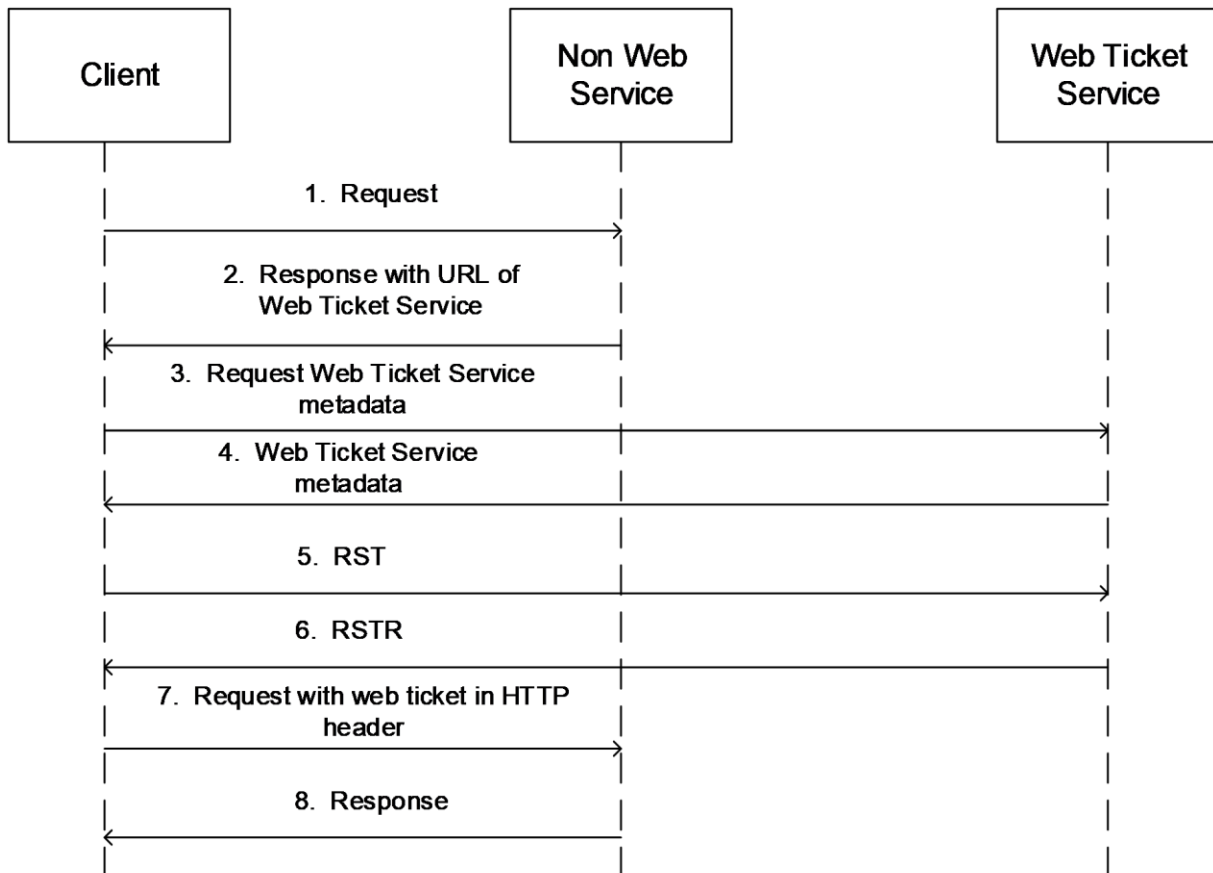 Client
Non Web
Service
Web Ticket
Service
1.  Request
2.  Response with URL of
Web Ticket Service
3.  Request Web Ticket Service
metadata
4.  Web Ticket Service
metadata
5.  RST
6.  RSTR
7.  Request with web ticket in HTTP
header
8.  Response